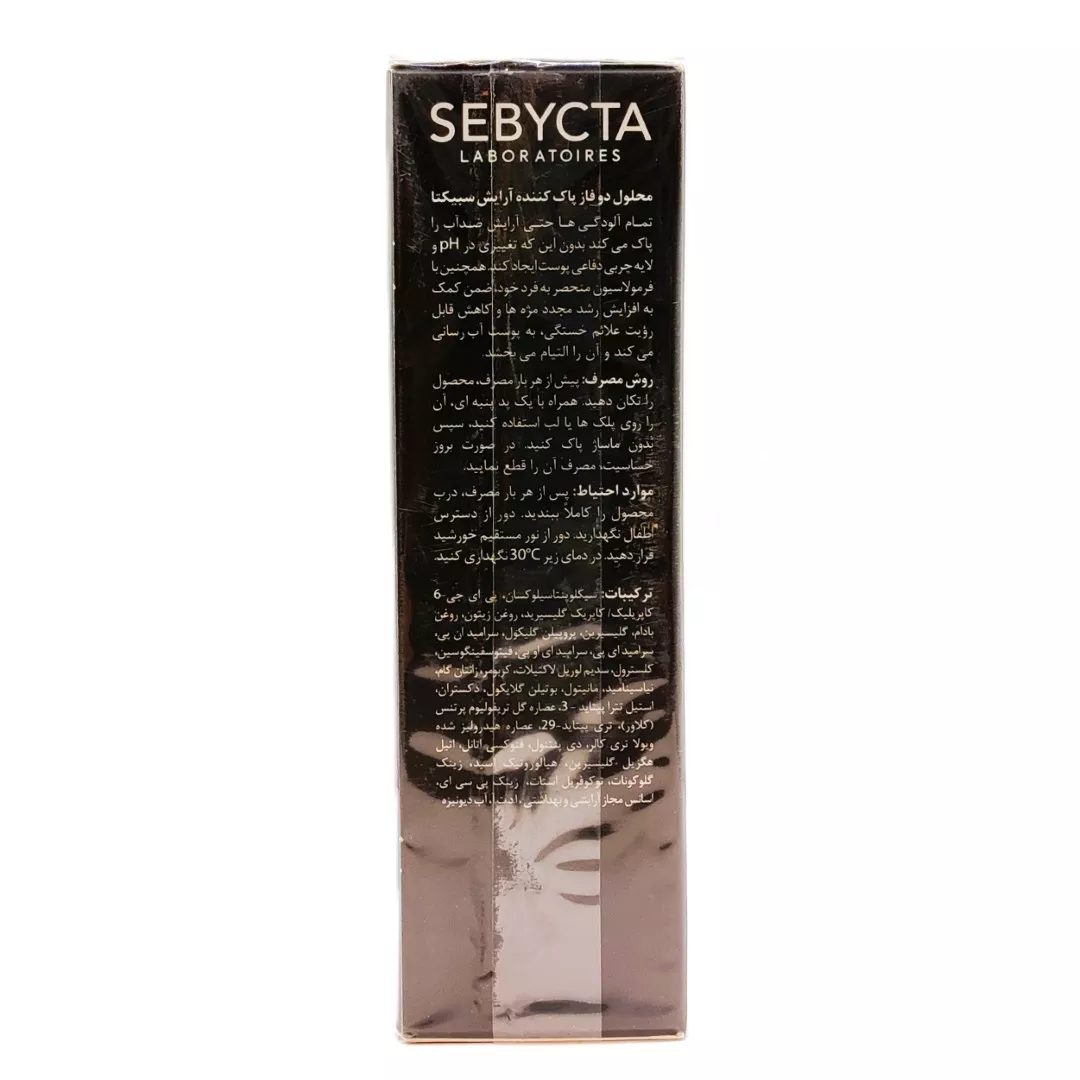 SEBYCTA
LABORATOIRES
محلول دوفاز پاک کننده آرایش سبیکتا
تمام آلودگی ها حتی آرایش ضدآب را
پاک می کند بدون این که تغییری در pH و
لایه چربی دفاعی پوست ایجاد کند. همچنین با
فرمولاسیون منحصر به فرد خود، ضمن کمک
به افزایش رشد مجدد مژه ها و کاهش قابل
رؤیت علائم خستگی، به پوست آب رسانی
می کند و آن را التیام می بخشد.
روش مصرف: پیش از هر بار مصرف، محصول
را تکان دهید. همراه با یک پد پنبه ای، آن
را روی پلک ها یا لب استفاده کنید، سپس
بدون ماساژ پاک کنید. در صورت بروز
حساسیت، مصرف آن را قطع نمایید.
موارد احتیاط: پس از هر بار مصرف، درب
محصول را کاملاً ببندید. دور از دسترس
اطفال نگهدارید. دور از نور مستقیم خورشید
قرار دهید. در دمای زیر 30°C نگهداری کنید.
ترکیبات: سیکلوپنتاسیلوکسان، پی ای جی-6
کاپریلیک/ کاپریک گلیسیرید، روغن زیتون، روغن
بادام، گلیسیرین، پروپیلن گلیکول، سرامید ان پی،
سرامید ای پی، سرامید ای او پی، فیتوسفینگوسین،
کلسترول، سدیم لوریل لاکتیلات، کربومر، زانتان گام،
نیاسینامید، مانیتول، بوتیلن گلایکول، دکستران،
استیل تترا پپتاید -3، عصاره گل تریفولیوم پرتنس
(کلاور)، تری پپتاید-29، عصاره هیدرولیز شده
ویولا تری کالر، دی پنتنول، فنوکسی اتانل، اتیل
هگزیل گلیسیرین، هیالورونیک اسید، زینک
گلوکونات، توکوفریل استات، زینک پی سی ای،
اسانس مجاز آرایشی و بهداشتی، ادتا، آب دیونیزه